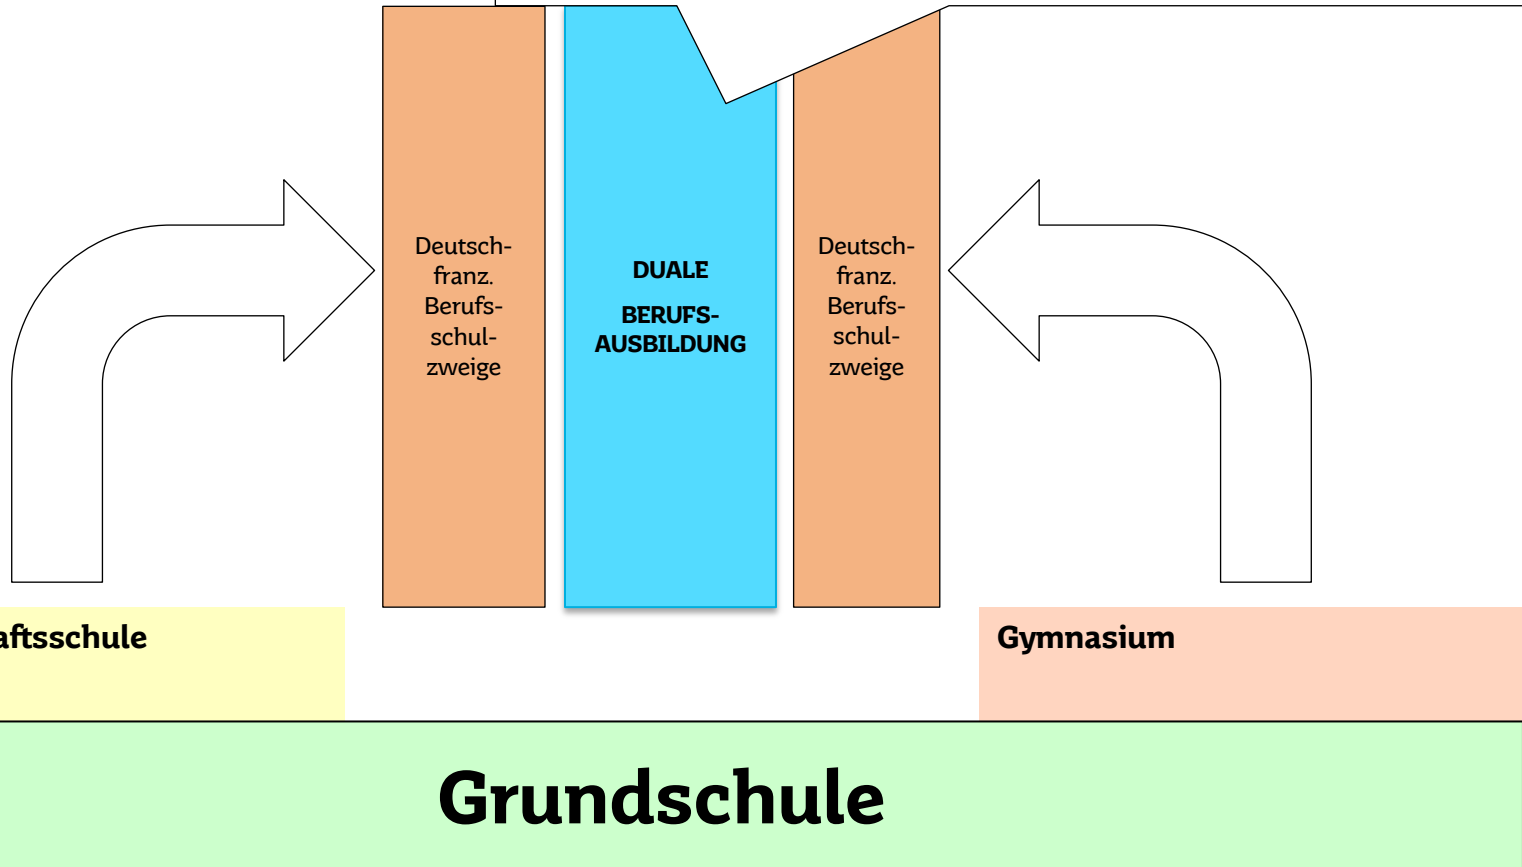 Deutsch-
franz.
Berufs-
schul-
zweige
DUALE
BERUFS-
AUSBILDUNG
Deutsch-
franz.
Berufs-
schul-
zweige
aftsschule
Gymnasium
Grundschule